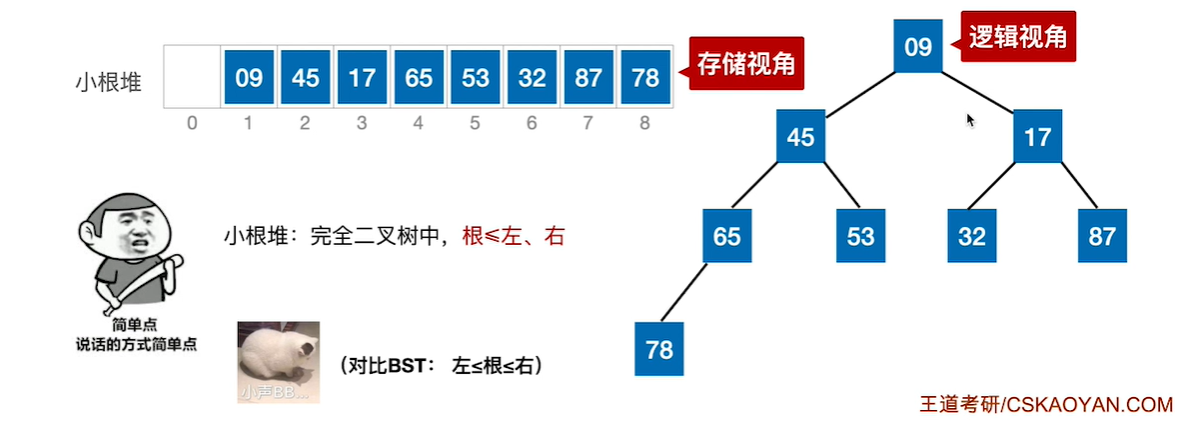 小根堆
09 45 17 65 53 32 87 78
0 1 2 3 4 5 6 7 8
存储视角
逻辑视角
09
45 17
65 53 32 87
78
小根堆：完全二叉树中，根≤左、右
简单点
说话的方式简单点
小声BB...
（对比BST： 左≤根≤右）
王道考研/CSKAOYAN.COM